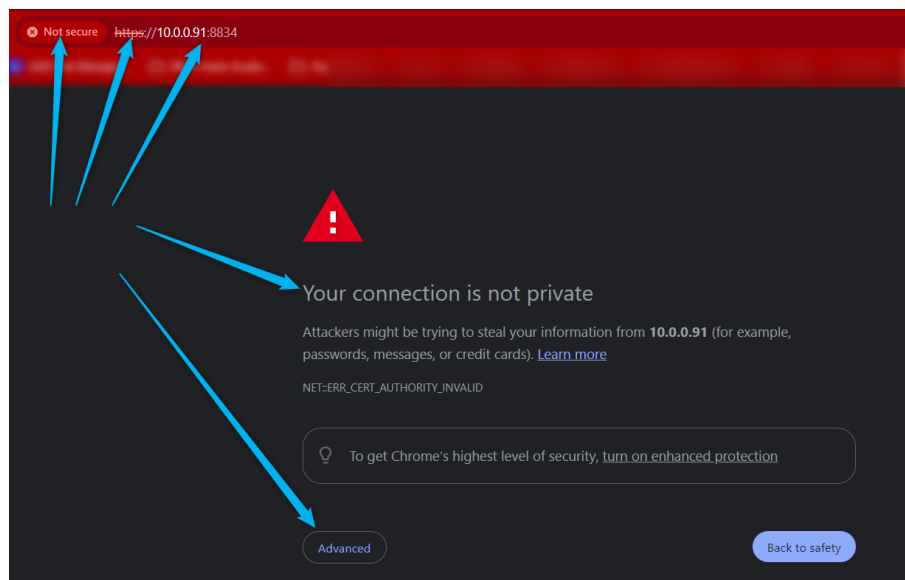 Not secure https://10.0.0.91:8834
Your connection is not private
Attackers might be trying to steal your information from 10.0.0.91 (for example,
passwords, messages, or credit cards). Learn more
NET::ERR_CERT_AUTHORITY_INVALID
To get Chrome's highest level of security, turn on enhanced protection
Advanced
Back to safety